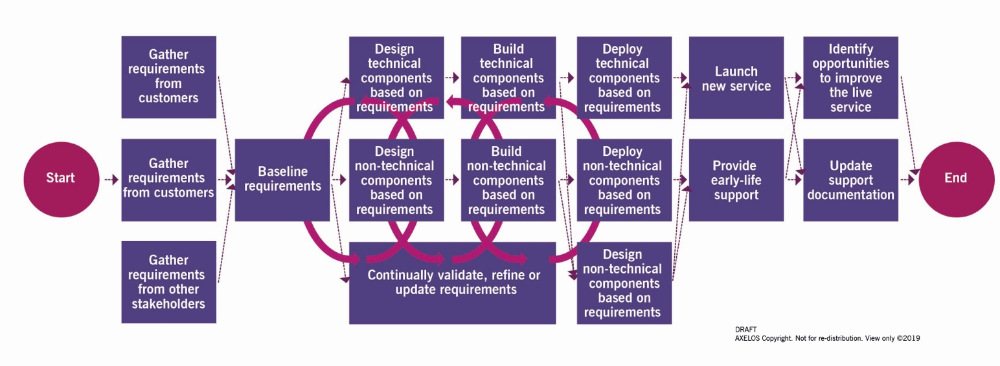 Start
Gather
requirements
from
customers
Gather
requirements
from customers
Gather
requirements
from other
stakeholders
Baseline
requirements
Design
technical
components
based on
requirements
Design
non-technical
components
based on
requirements
Continually validate, refine or
update requirements
Build
technical
components
based on
requirements
Build
non-technical
components
based on
requirements
Deploy
technical
components
based on
requirements
Deploy
non-technical
components
based on
requirements
Design
non-technical
components
based on
requirements
Launch
new service
Provide
early-life
support
Identify
opportunities
to improve
the live
service
Update
support
documentation
End
DRAFT
AXELOS Copyright. Not for re-distribution. View only ©2019